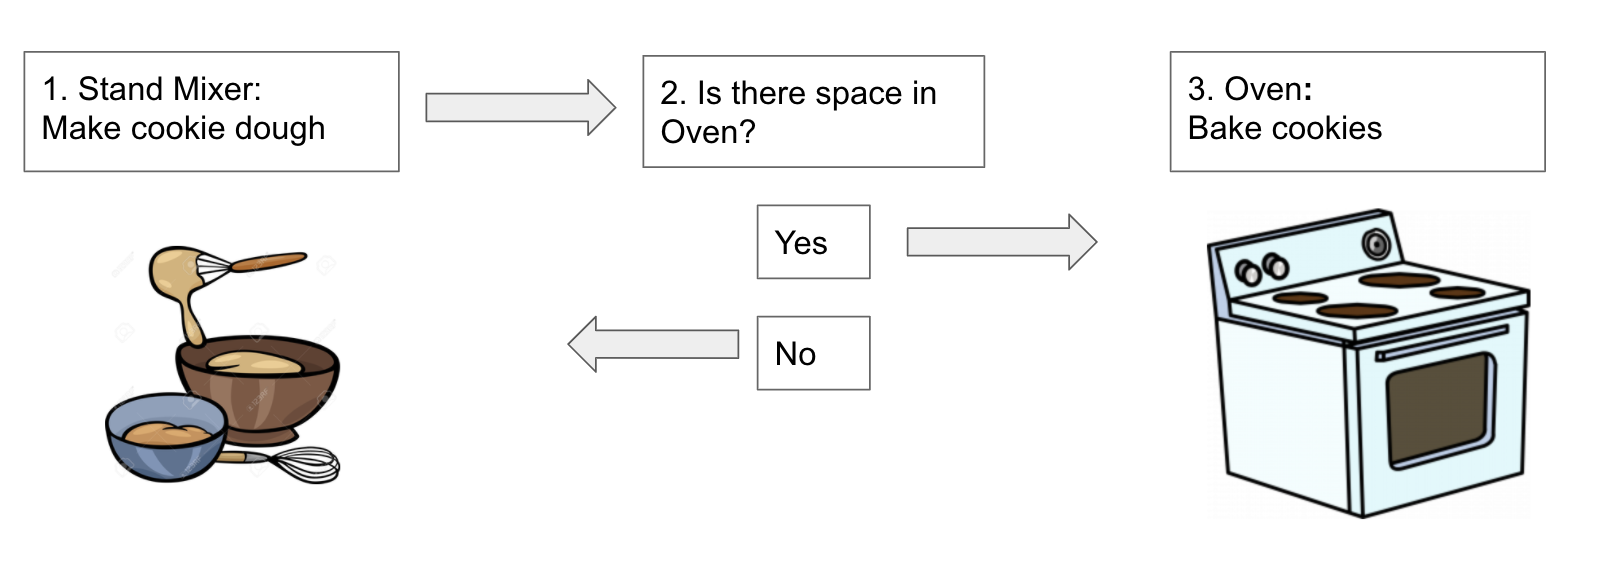 1. Stand Mixer:
Make cookie dough
2. Is there space in
Oven?
Yes
No
3. Oven:
Bake cookies